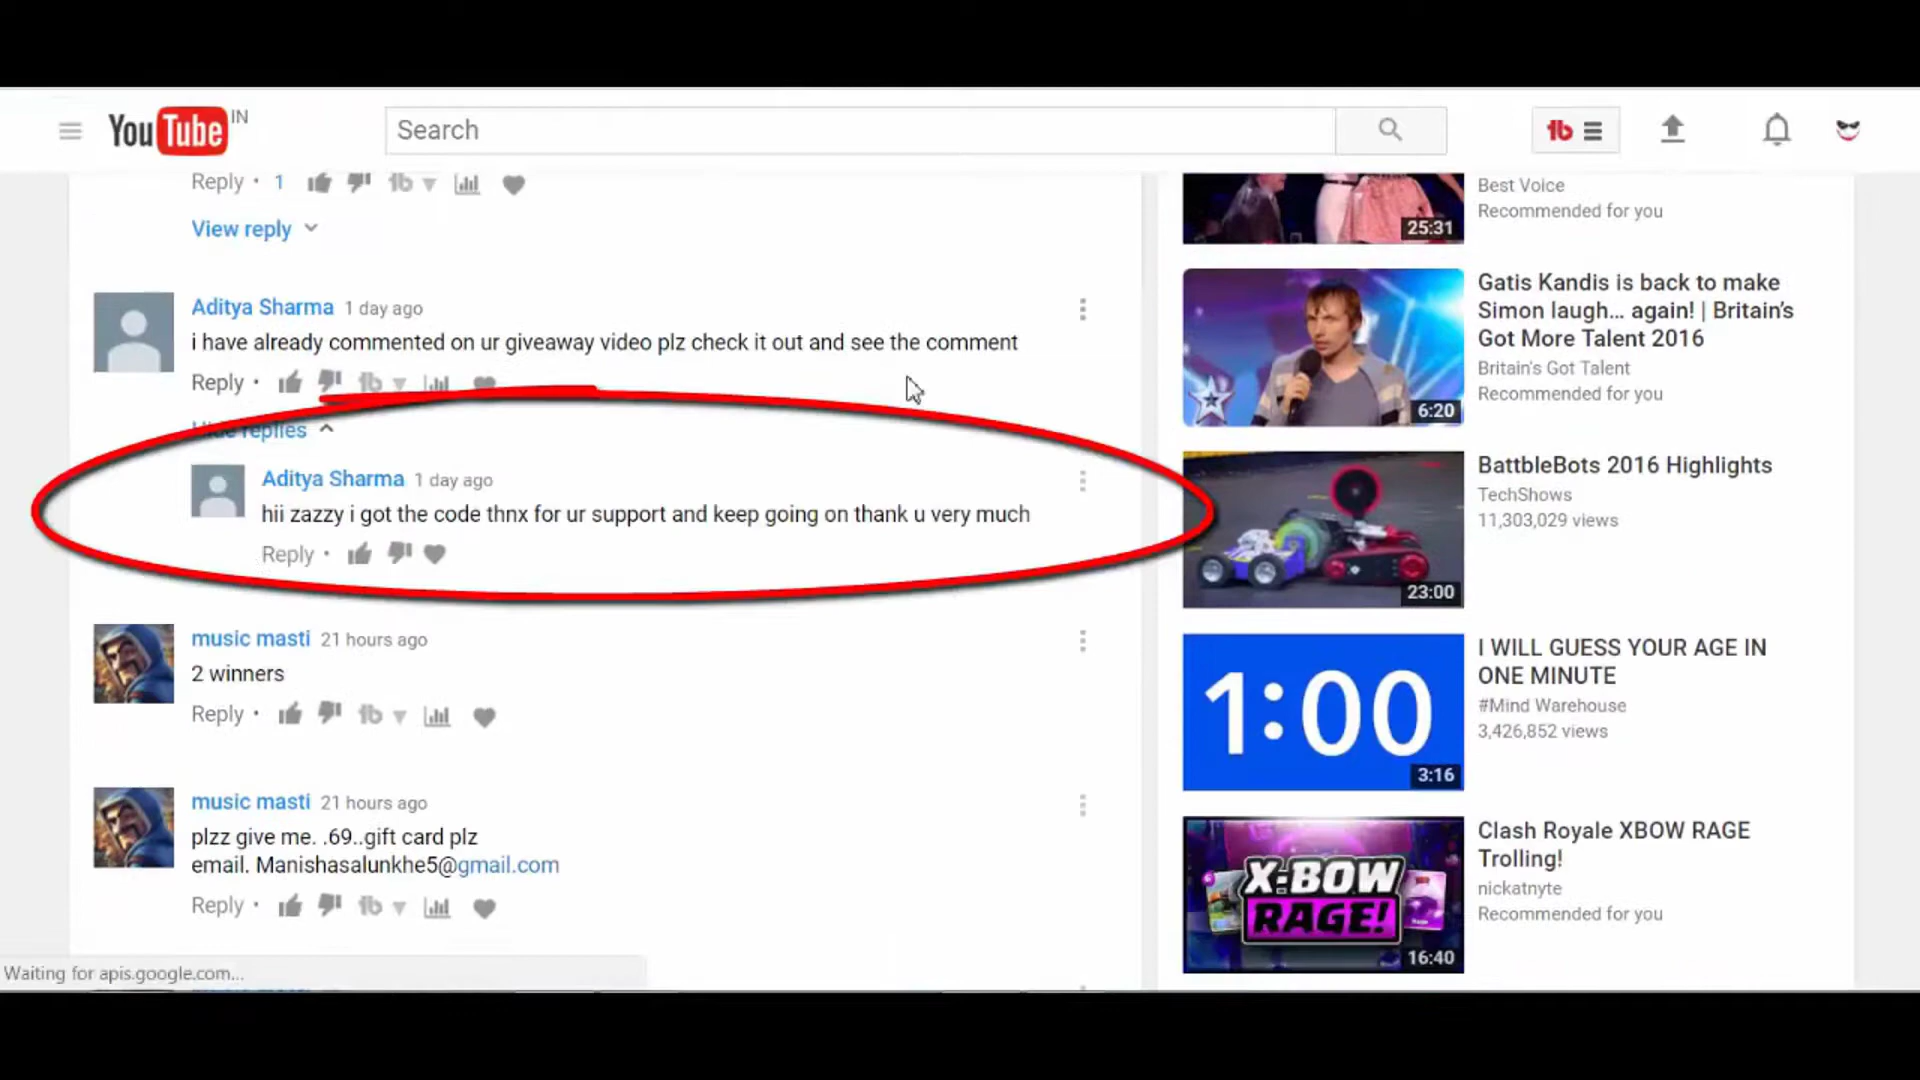 YouTube IN
Search
Reply • 1
View reply
Aditya Sharma 1 day ago
i have already commented on ur giveaway video plz check it out and see the comment
Reply •
Hide replies
Aditya Sharma 1 day ago
hii zazzy i got the code thnx for ur support and keep going on thank u very much
Reply •
music masti 21 hours ago
2 winners
Reply •
music masti 21 hours ago
plzz give me. .69..gift card plz
email. Manishasalunkhe5@gmail.com
Reply •
Waiting for apis.google.com...
Best Voice
Recommended for you
25:31
Gatis Kandis is back to make
Simon laugh... again! | Britain's
Got More Talent 2016
Britain's Got Talent
Recommended for you
6:20
BattbleBots 2016 Highlights
TechShows
11,303,029 views
23:00
I WILL GUESS YOUR AGE IN
ONE MINUTE
#Mind Warehouse
3,426,852 views
1:00
3:16
Clash Royale XBOW RAGE
Trolling!
nickatnyte
Recommended for you
X-BOW
RAGE!
16:40